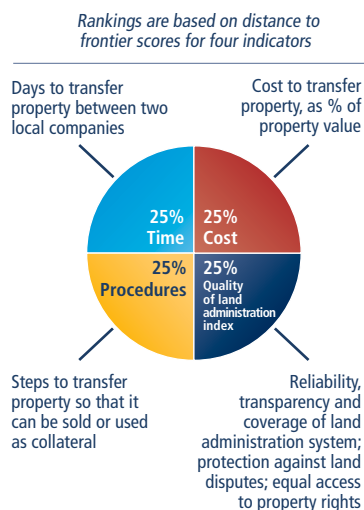 Rankings are based on distance to
frontier scores for four indicators
Days to transfer
property between two
local companies
Cost to transfer
property, as % of
property value
25%
Time
25%
Cost
25%
Procedures
25%
Quality
of land
administration
index
Steps to transfer
property so that it
can be sold or used
as collateral
Reliability,
transparency and
coverage of land
administration system;
protection against land
disputes; equal access
to property rights